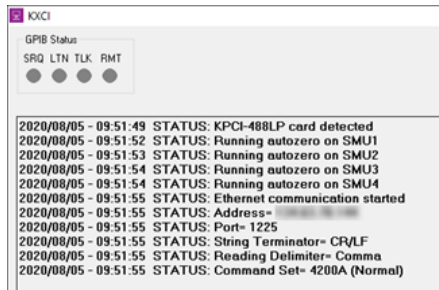 KXCI
GPIB Status
SRQ LTN TLK RMT
2020/08/05 - 09:51:49 STATUS: KPCI-488LP card detected
2020/08/05 - 09:51:52 STATUS: Running autozero on SMU1
2020/08/05 - 09:51:53 STATUS: Running autozero on SMU2
2020/08/05 - 09:51:54 STATUS: Running autozero on SMU3
2020/08/05 - 09:51:54 STATUS: Running autozero on SMU4
2020/08/05 - 09:51:55 STATUS: Ethernet communication started
2020/08/05 - 09:51:55 STATUS: Address=
2020/08/05 - 09:51:55 STATUS: Port= 1225
2020/08/05 - 09:51:55 STATUS: String Terminator= CR/LF
2020/08/05 - 09:51:55 STATUS: Reading Delimiter= Comma
2020/08/05 - 09:51:55 STATUS: Command Set= 4200A (Normal)